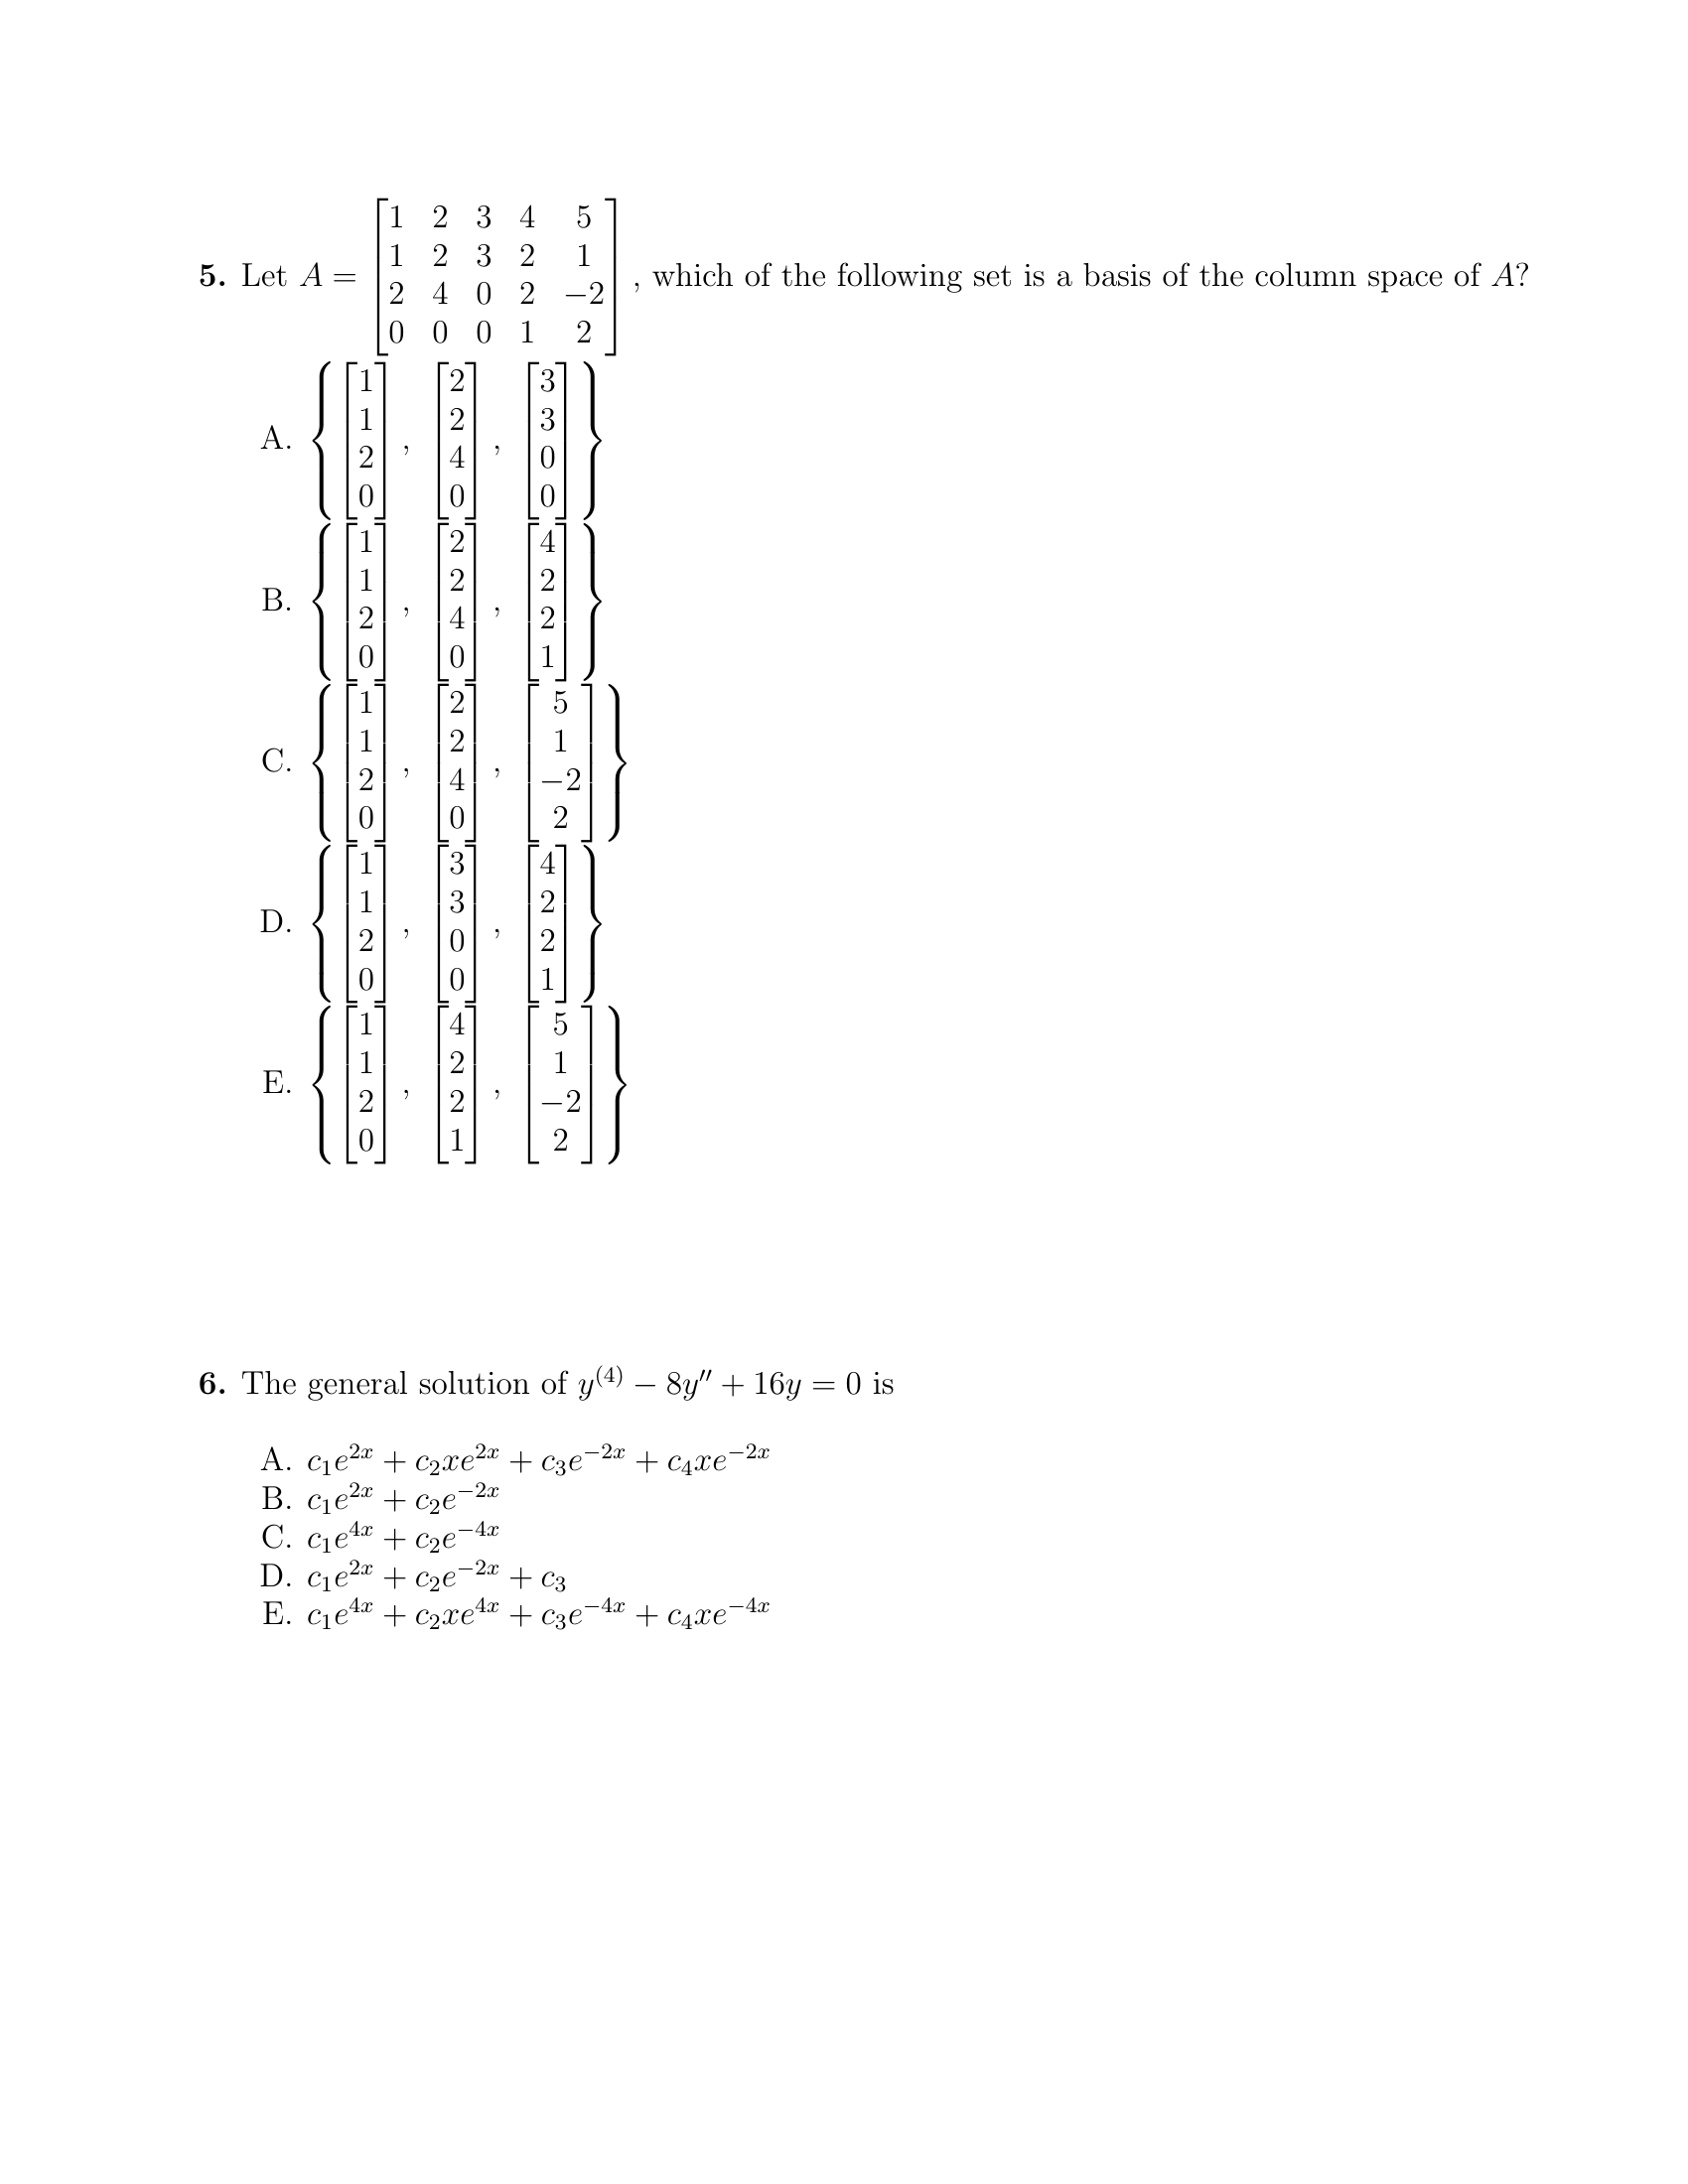 5. Let A = \begin{bmatrix} 1 & 2 & 3 & 4 & 5 \\ 1 & 2 & 3 & 2 & 1 \\ 2 & 4 & 0 & 2 & -2 \\ 0 & 0 & 0 & 1 & 2 \end{bmatrix}, which of the following set is a basis of the column space of A?
A. \left\{ \begin{bmatrix} 1 \\ 1 \\ 2 \\ 0 \end{bmatrix}, \begin{bmatrix} 2 \\ 2 \\ 4 \\ 0 \end{bmatrix}, \begin{bmatrix} 3 \\ 3 \\ 0 \\ 0 \end{bmatrix} \right\}
B. \left\{ \begin{bmatrix} 1 \\ 1 \\ 2 \\ 0 \end{bmatrix}, \begin{bmatrix} 2 \\ 2 \\ 4 \\ 0 \end{bmatrix}, \begin{bmatrix} 4 \\ 2 \\ 2 \\ 1 \end{bmatrix} \right\}
C. \left\{ \begin{bmatrix} 1 \\ 1 \\ 2 \\ 0 \end{bmatrix}, \begin{bmatrix} 2 \\ 2 \\ 4 \\ 0 \end{bmatrix}, \begin{bmatrix} 5 \\ 1 \\ -2 \\ 2 \end{bmatrix} \right\}
D. \left\{ \begin{bmatrix} 1 \\ 1 \\ 2 \\ 0 \end{bmatrix}, \begin{bmatrix} 3 \\ 3 \\ 0 \\ 0 \end{bmatrix}, \begin{bmatrix} 4 \\ 2 \\ 2 \\ 1 \end{bmatrix} \right\}
E. \left\{ \begin{bmatrix} 1 \\ 1 \\ 2 \\ 0 \end{bmatrix}, \begin{bmatrix} 4 \\ 2 \\ 2 \\ 1 \end{bmatrix}, \begin{bmatrix} 5 \\ 1 \\ -2 \\ 2 \end{bmatrix} \right\}
6. The general solution of y^{(4)} − 8y'' + 16y = 0 is
A. c_1e^{2x} + c_2xe^{2x} + c_3e^{−2x} + c_4xe^{−2x}
B. c_1e^{2x} + c_2e^{−2x}
C. c_1e^{4x} + c_2e^{−4x}
D. c_1e^{2x} + c_2e^{−2x} + c_3
E. c_1e^{4x} + c_2xe^{4x} + c_3e^{−4x} + c_4xe^{−4x}